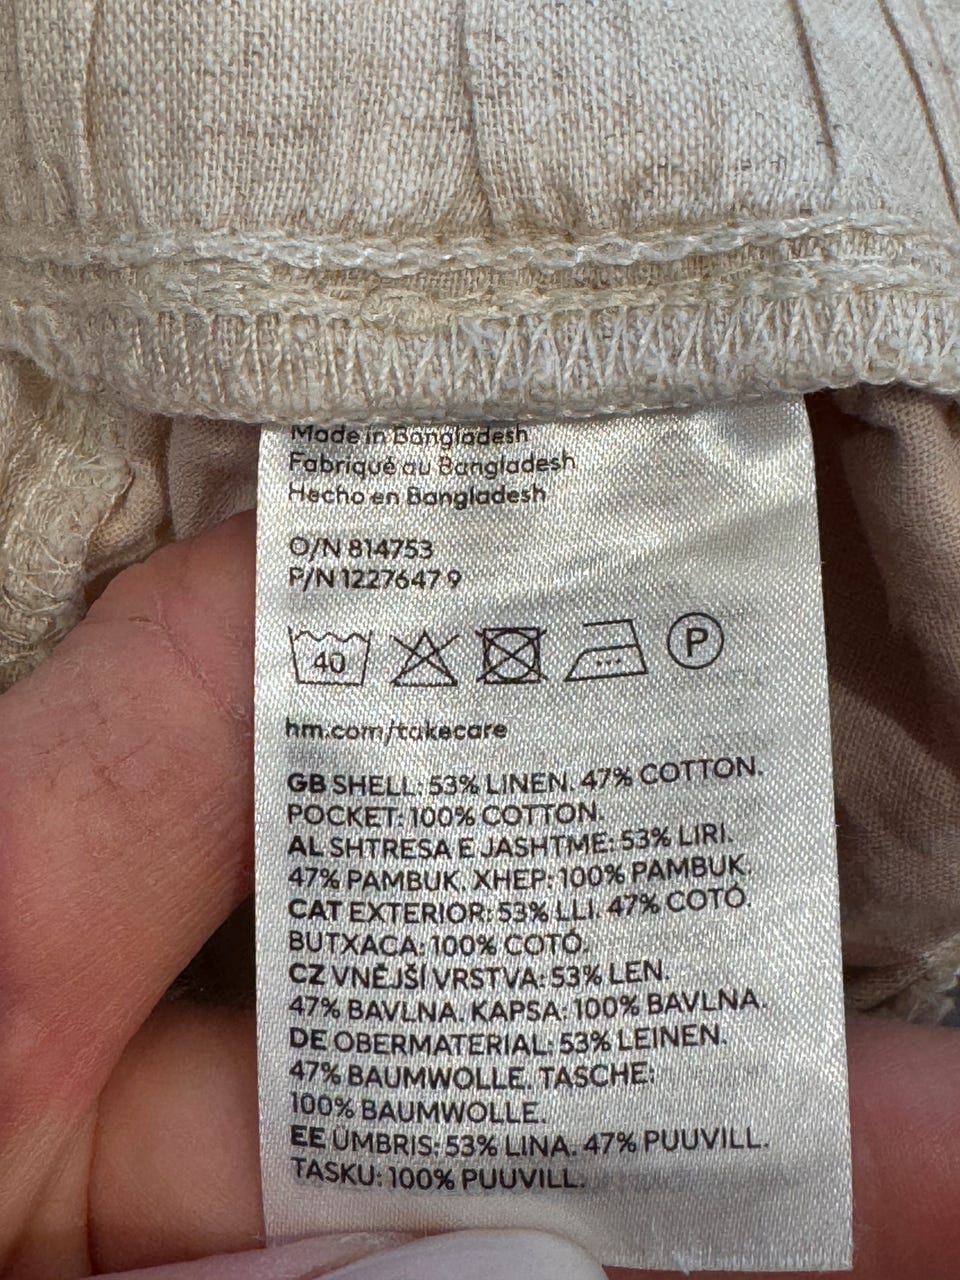 Made in Bangladesh
Fabriqué au Bangladesh
Hecho en Bangladesh
O/N 814753
P/N 1227647 9
40 P
hm.com/takecare
GB SHELL: 53% LINEN. 47% COTTON.
POCKET: 100% COTTON.
AL SHTRESA E JASHTME: 53% LIRI.
47% PAMBUK. XHEP: 100% PAMBUK.
CAT EXTERIOR: 53% LLI. 47% COTÓ.
BUTXACA: 100% COTÓ.
CZ VNĚJŠÍ VRSTVA: 53% LEN.
47% BAVLNA. KAPSA: 100% BAVLNA.
DE OBERMATERIAL: 53% LEINEN.
47% BAUMWOLLE. TASCHE:
100% BAUMWOLLE.
EE ÜMBRIS: 53% LINA. 47% PUUVILL.
TASKU: 100% PUUVILL.